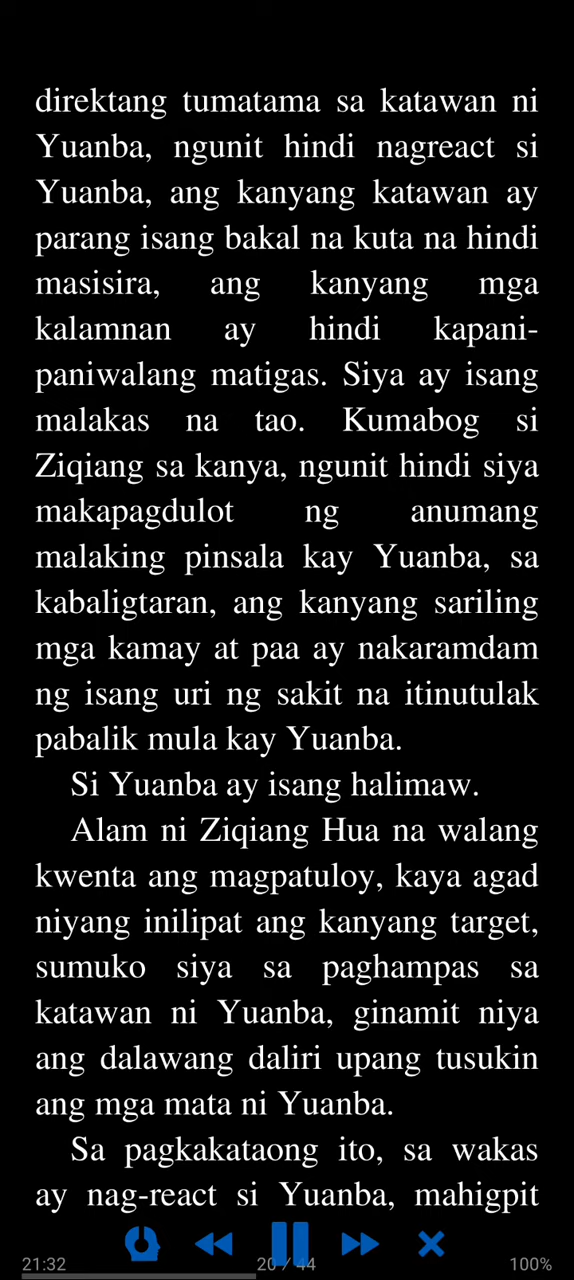 direktang tumatama sa katawan ni
Yuanba, ngunit hindi nagreact si
Yuanba, ang kanyang katawan ay
parang isang bakal na kuta na hindi
masisira, ang kanyang mga
kalamnan ay hindi kapani-
paniwalang matigas. Siya ay isang
malakas na tao. Kumabog si
Ziqiang sa kanya, ngunit hindi siya
makapagdulot ng anumang
malaking pinsala kay Yuanba, sa
kabaligtaran, ang kanyang sariling
mga kamay at paa ay nakaramdam
ng isang uri ng sakit na itinutulak
pabalik mula kay Yuanba.
Si Yuanba ay isang halimaw.
Alam ni Ziqiang Hua na walang
kwenta ang magpatuloy, kaya agad
niyang inilipat ang kanyang target,
sumuko siya sa paghampas sa
katawan ni Yuanba, ginamit niya
ang dalawang daliri upang tusukin
ang mga mata ni Yuanba.
Sa pagkakataong ito, sa wakas
ay nag-react si Yuanba, mahigpit
21:32 20 / 44 100%